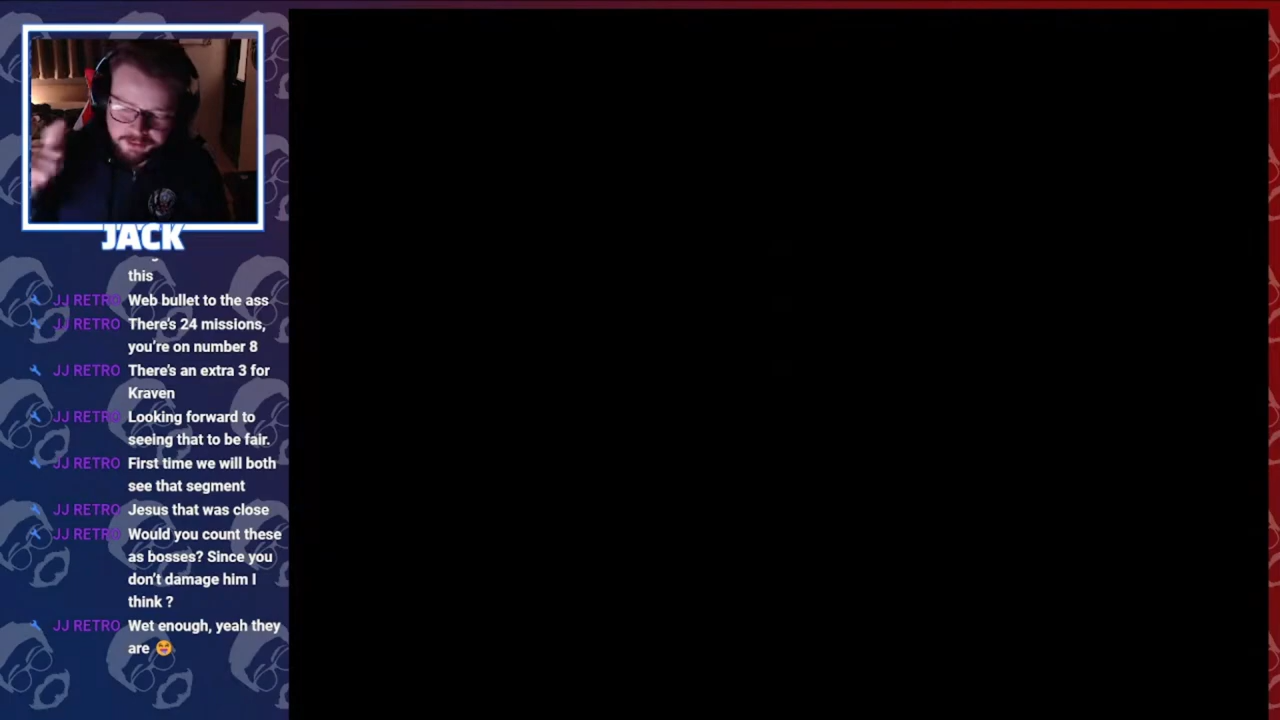 JACK
this
JJ RETRO Web bullet to the ass
JJ RETRO There's 24 missions,
you're on number 8
JJ RETRO There's an extra 3 for
Kraven
JJ RETRO Looking forward to
seeing that to be fair.
JJ RETRO First time we will both
see that segment
JJ RETRO Jesus that was close
JJ RETRO Would you count these
as bosses? Since you
don't damage him I
think ?
JJ RETRO Wet enough, yeah they
are 😆